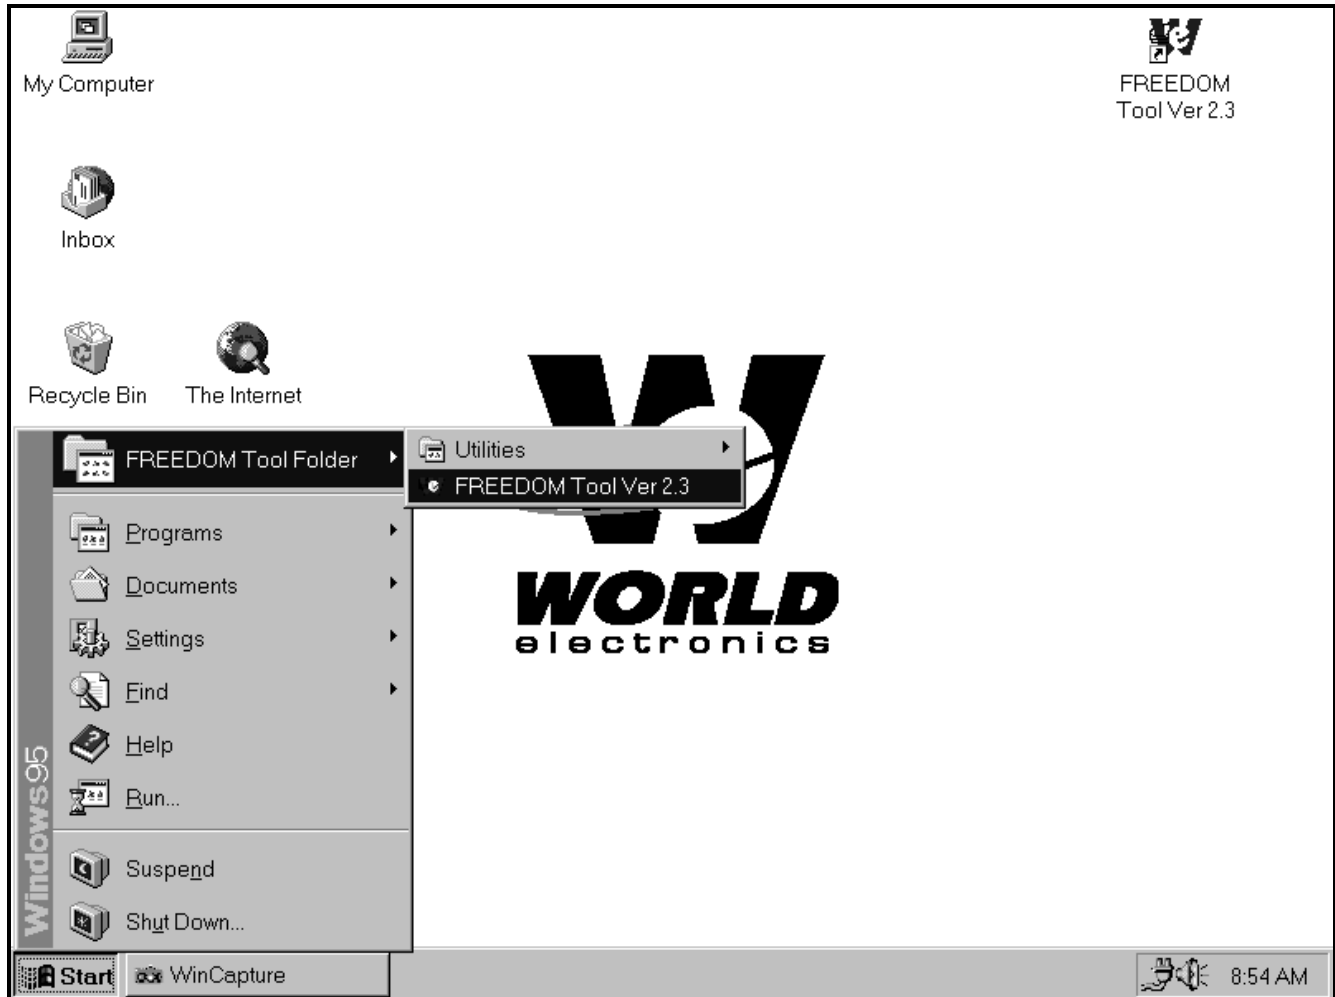 My Computer
FREEDOM
Tool Ver 2.3
Inbox
Recycle Bin
The Internet
FREEDOM Tool Folder
Utilities
FREEDOM Tool Ver 2.3
Programs
Documents
Settings
Find
Help
Run...
Suspend
Shut Down...
Windows95
WORLD
electronics
Start
WinCapture
8:54 AM